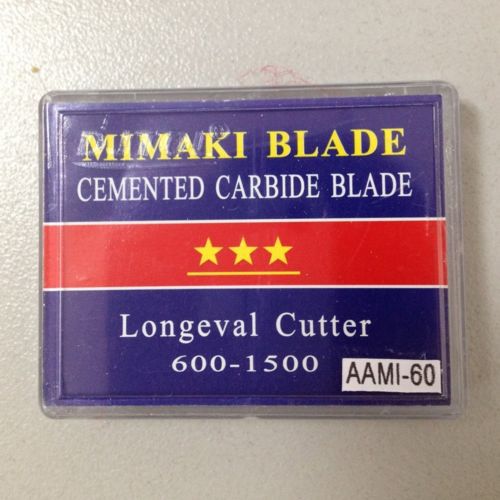 MIMAKI BLADE
CEMENTED CARBIDE BLADE
Longeval Cutter
600-1500
AAMI-60